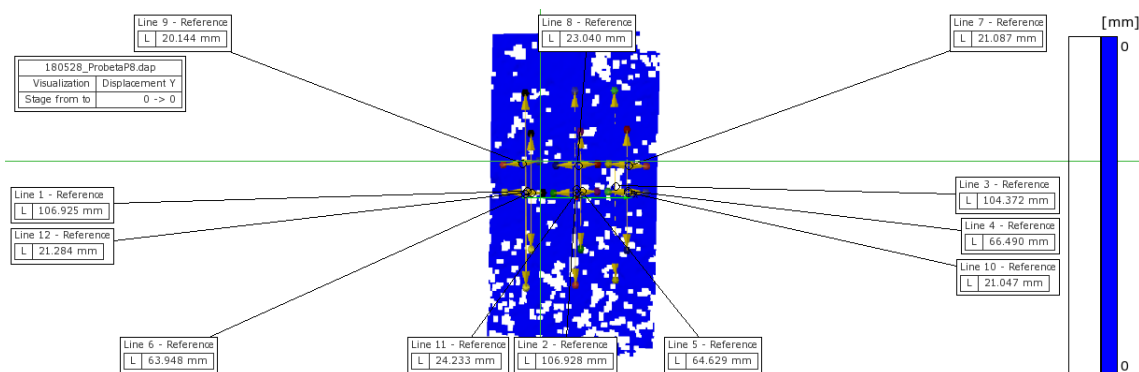 Line 9 - Reference
L 20.144 mm
Line 8 - Reference
L 23.040 mm
Line 7 - Reference
L 21.087 mm
[mm]
0
180528_ProbetaP8.dap
Visualization Displacement Y
Stage from to 0 -> 0
Line 1 - Reference
L 106.925 mm
Line 12 - Reference
L 21.284 mm
Line 3 - Reference
L 104.372 mm
Line 4 - Reference
L 66.490 mm
Line 10 - Reference
L 21.047 mm
Line 6 - Reference
L 63.948 mm
Line 11 - Reference
L 24.233 mm
Line 2 - Reference
L 106.928 mm
Line 5 - Reference
L 64.629 mm
0